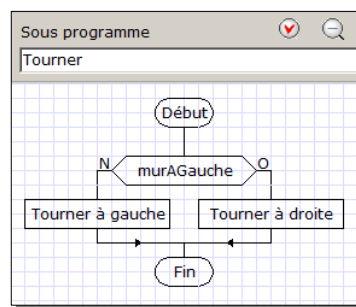 Sous programme
Tourner
Début
N
murAGauche
O
Tourner à gauche
Tourner à droite
Fin